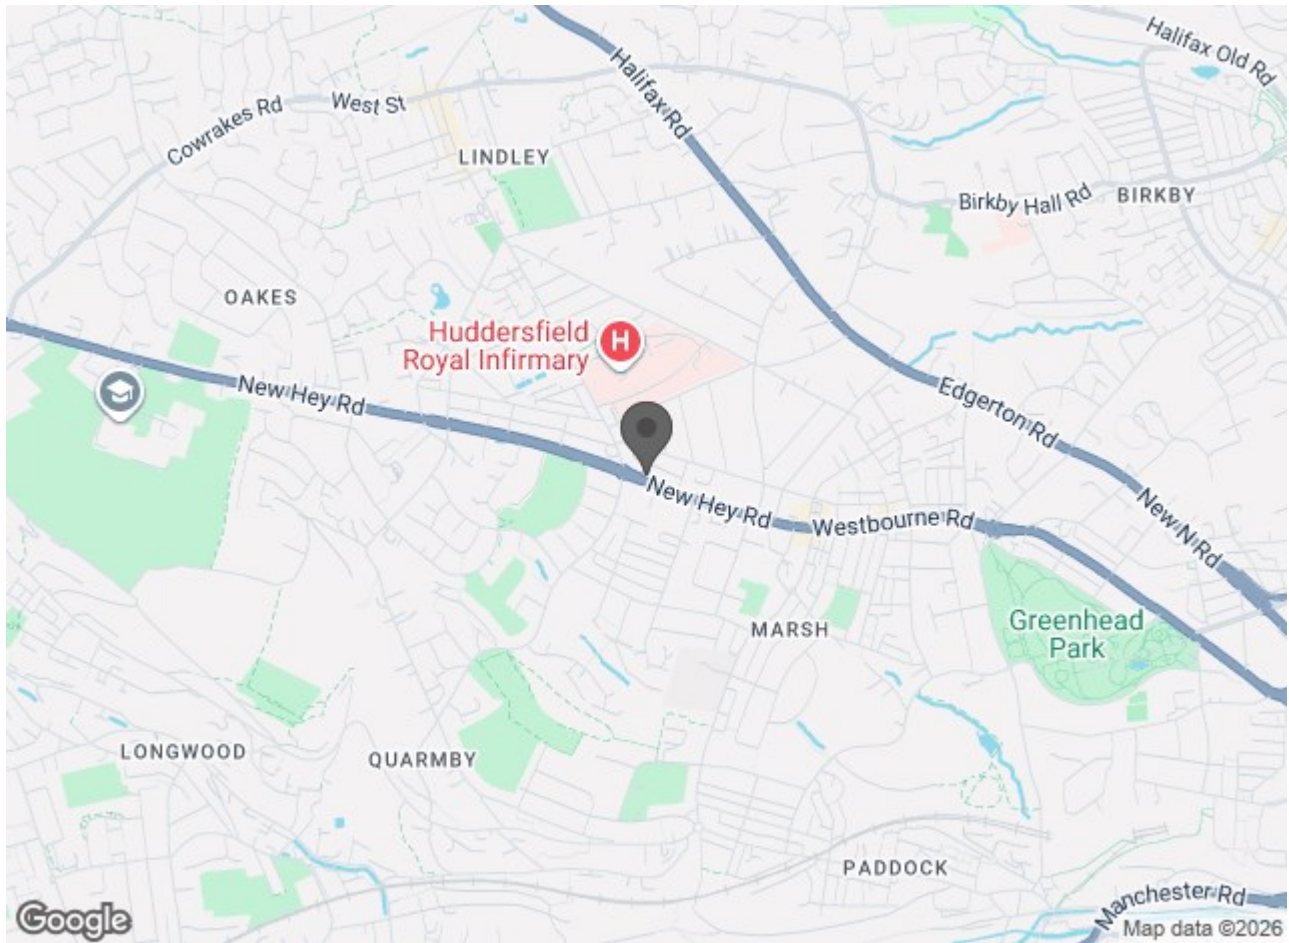 Halifax Old Rd
Halifax Rd
West St
Cowrakes Rd
LINDLEY
Birkby Hall Rd
BIRKBY
OAKES
Huddersfield
Royal Infirmary
H
New Hey Rd
Edgerton Rd
New Hey Rd
Westbourne Rd
New N Rd
Greenhead
Park
MARSH
LONGWOOD
QUARMBY
PADDOCK
Manchester Rd
Google
Map data ©2026